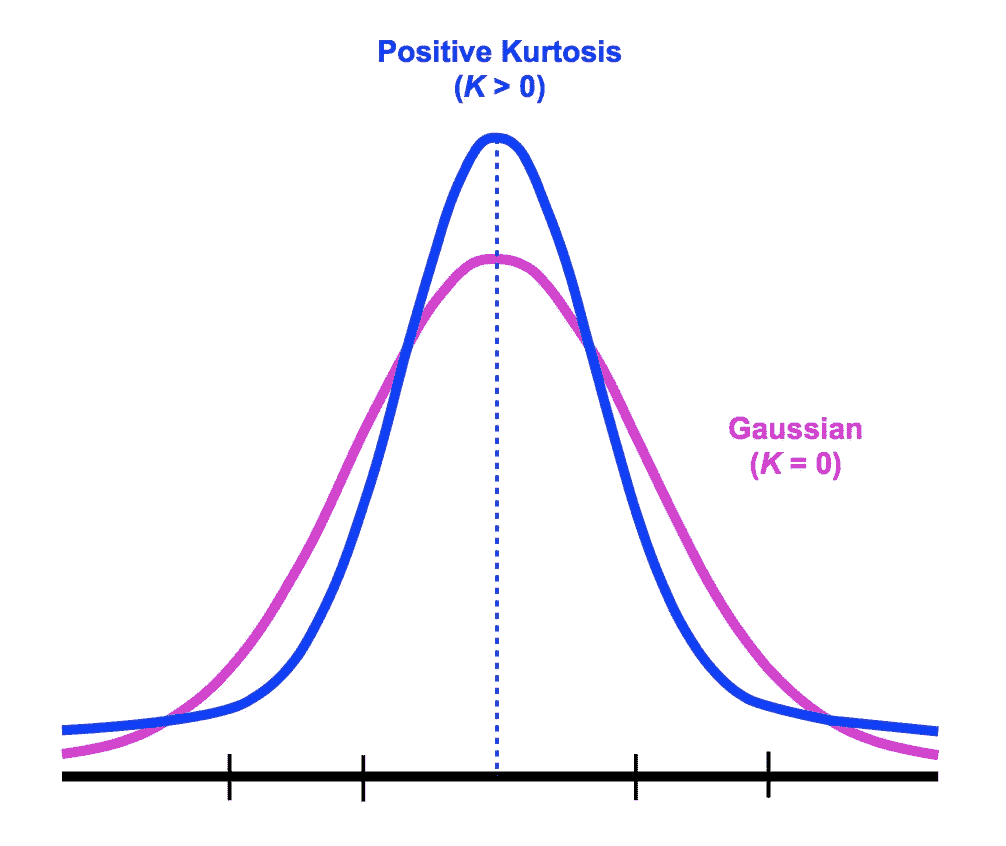 Positive Kurtosis
(K > 0)
Gaussian
(K = 0)